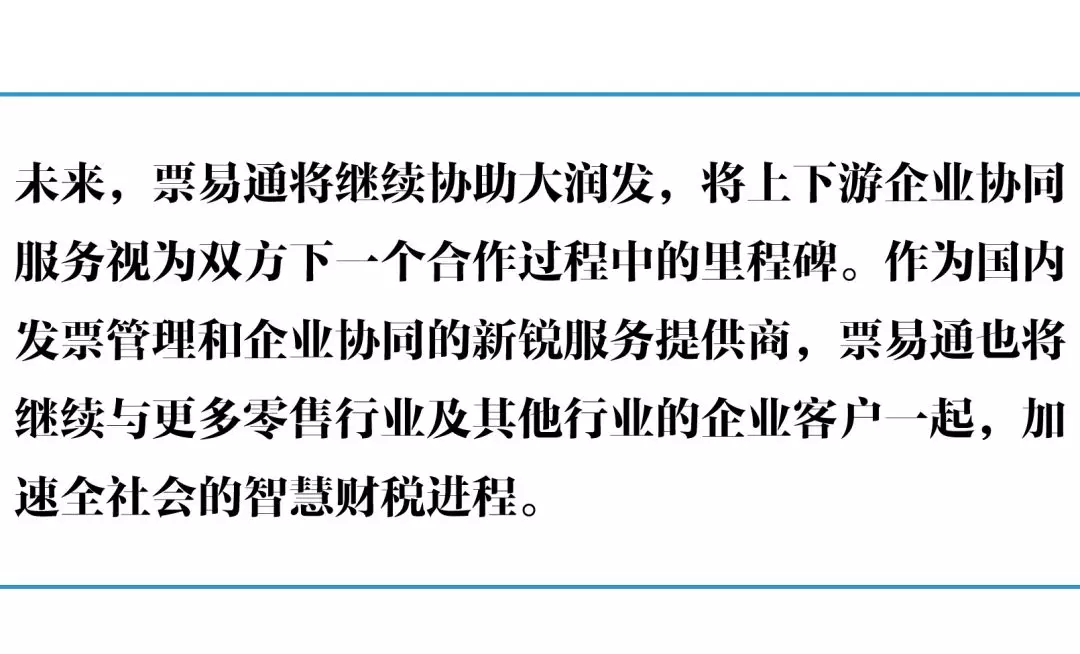 未来，票易通将继续协助大润发，将上下游企业协同
服务视为双方下一个合作过程中的里程碑。作为国内
发票管理和企业协同的新锐服务提供商，票易通也将
继续与更多零售行业及其他行业的企业客户一起，加
速全社会的智慧财税进程。